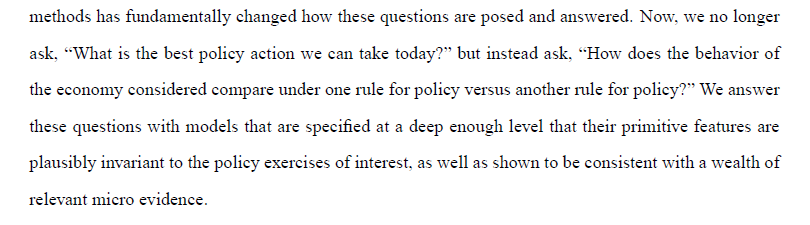 methods has fundamentally changed how these questions are posed and answered. Now, we no longer
ask, “What is the best policy action we can take today?” but instead ask, “How does the behavior of
the economy considered compare under one rule for policy versus another rule for policy?” We answer
these questions with models that are specified at a deep enough level that their primitive features are
plausibly invariant to the policy exercises of interest, as well as shown to be consistent with a wealth of
relevant micro evidence.